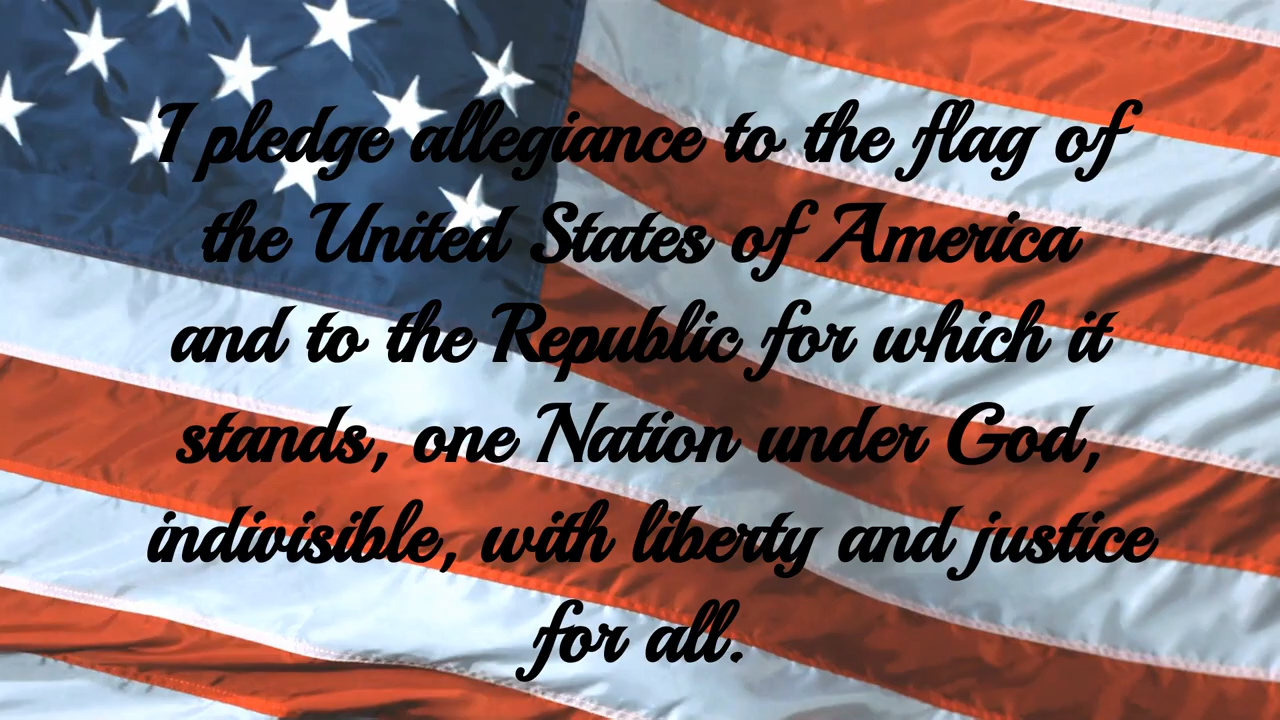 I pledge allegiance to the flag of
the United States of America
and to the Republic for which it
stands, one Nation under God,
indivisible, with liberty and justice
for all.